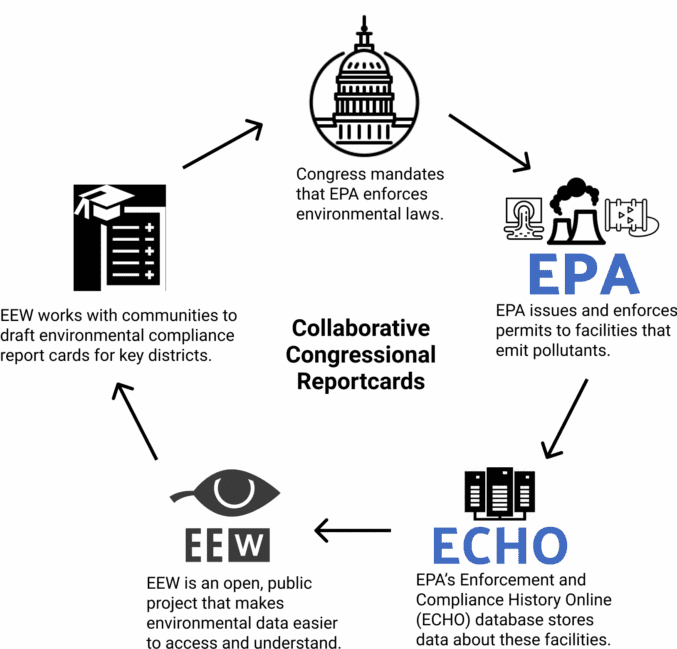 Congress mandates
that EPA enforces
environmental laws.
EPA
EPA issues and enforces
permits to facilities that
emit pollutants.
ECHO
EPA's Enforcement and
Compliance History Online
(ECHO) database stores
data about these facilities.
EEW
EEW is an open, public
project that makes
environmental data easier
to access and understand.
EEW works with communities to
draft environmental compliance
report cards for key districts.
Collaborative
Congressional
Reportcards